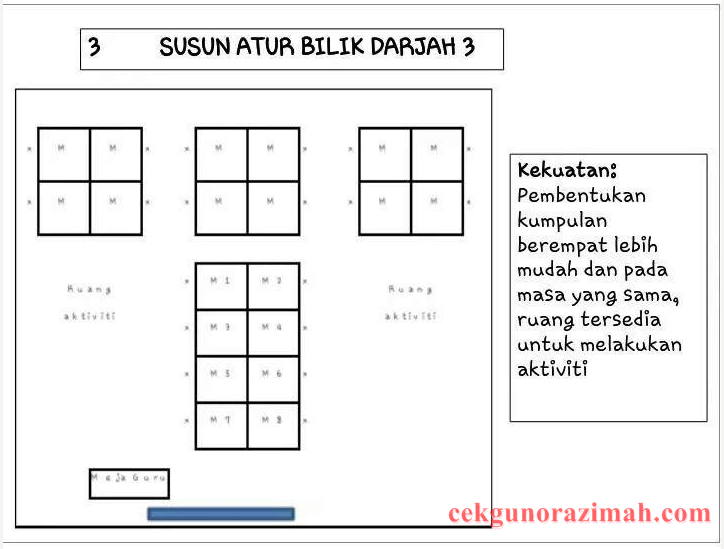 3 SUSUN ATUR BILIK DARJAH 3
x M M x x M M x x M M x
x M M x x M M x x M M x
x M 1 M 2 x
Ruang
aktiviti
x M 3 M 4 x
x M 5 M 6 x
x M 7 M 8 x
Ruang
aktiviti
Meja Guru
Kekuatan:
Pembentukan
kumpulan
berempat lebih
mudah dan pada
masa yang sama,
ruang tersedia
untuk melakukan
aktiviti
cekgunorazimah.com